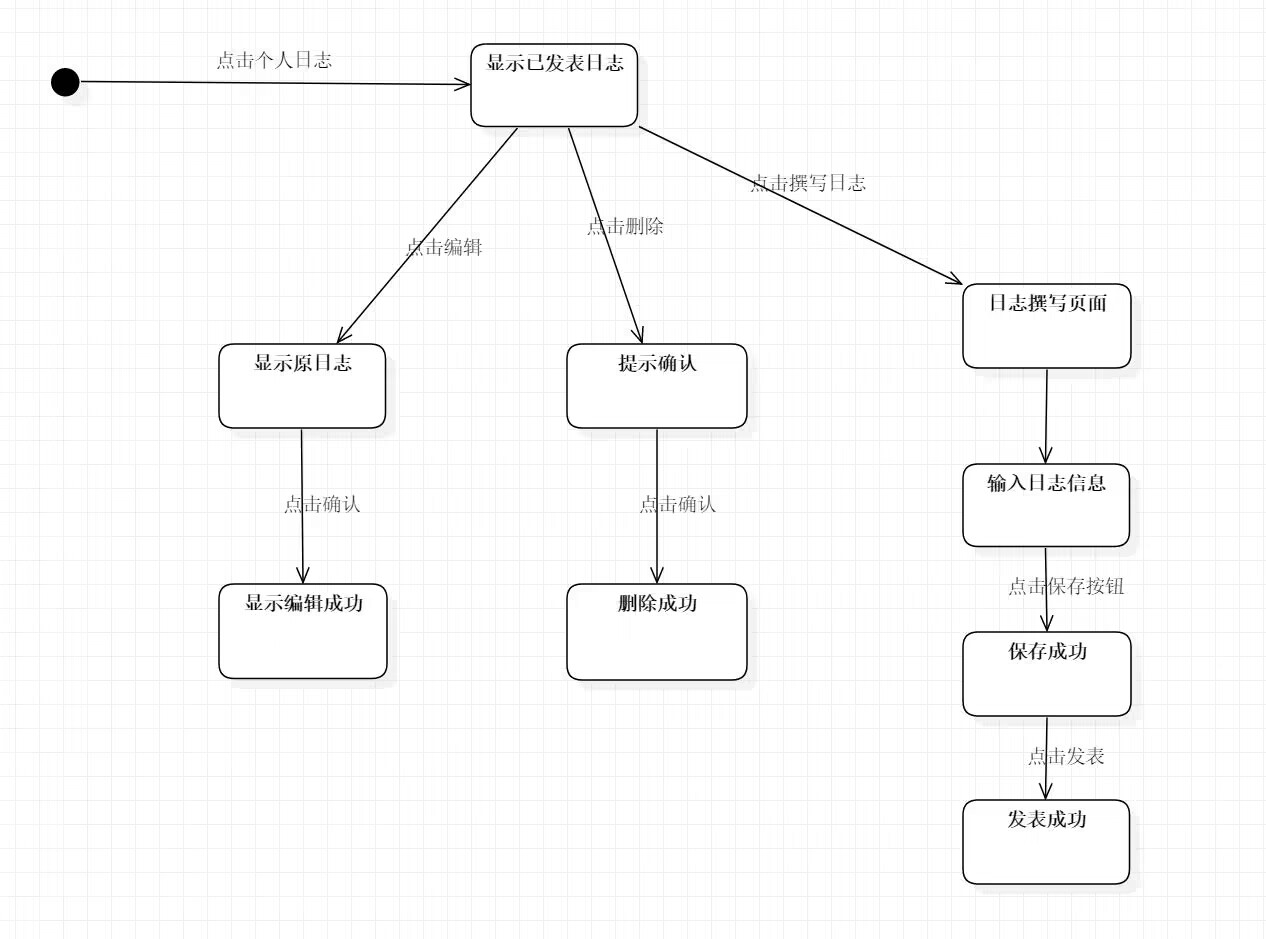 点击个人日志
显示已发表日志
点击撰写日志
点击删除
点击编辑
日志撰写页面
显示原日志
提示确认
输入日志信息
点击确认
点击确认
点击保存按钮
显示编辑成功
删除成功
保存成功
点击发表
发表成功